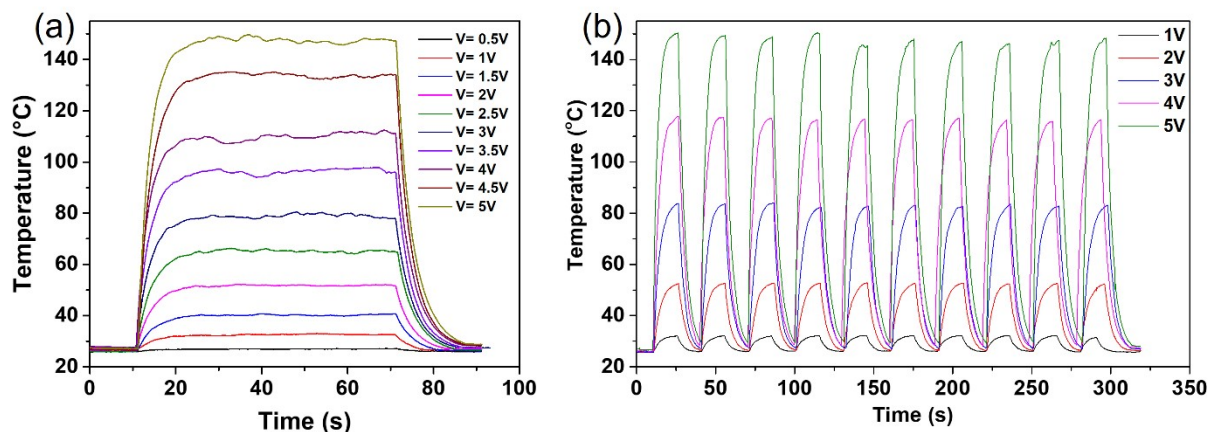 (a)
V= 0.5V
V= 1V
V= 1.5V
V= 2V
V= 2.5V
V= 3V
V= 3.5V
V= 4V
V= 4.5V
V= 5V
Temperature (°C)
140
120
100
80
60
40
20
0 20 40 60 80 100
Time (s)
(b)
1V
2V
3V
4V
5V
Temperature (°C)
140
120
100
80
60
40
20
0 50 100 150 200 250 300 350
Time (s)